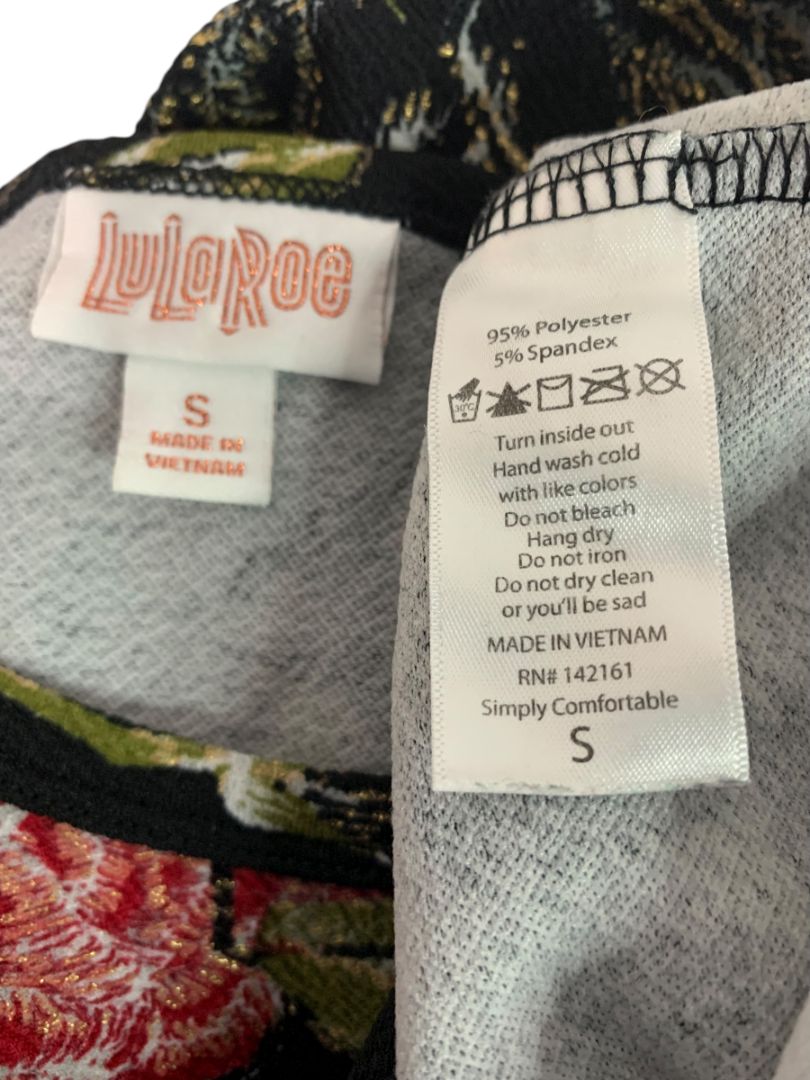 LuLaRoe
S
MADE IN
VIETNAM
95% Polyester
5% Spandex
30°C
Turn inside out
Hand wash cold
with like colors
Do not bleach
Hang dry
Do not iron
Do not dry clean
or you'll be sad
MADE IN VIETNAM
RN# 142161
Simply Comfortable
S